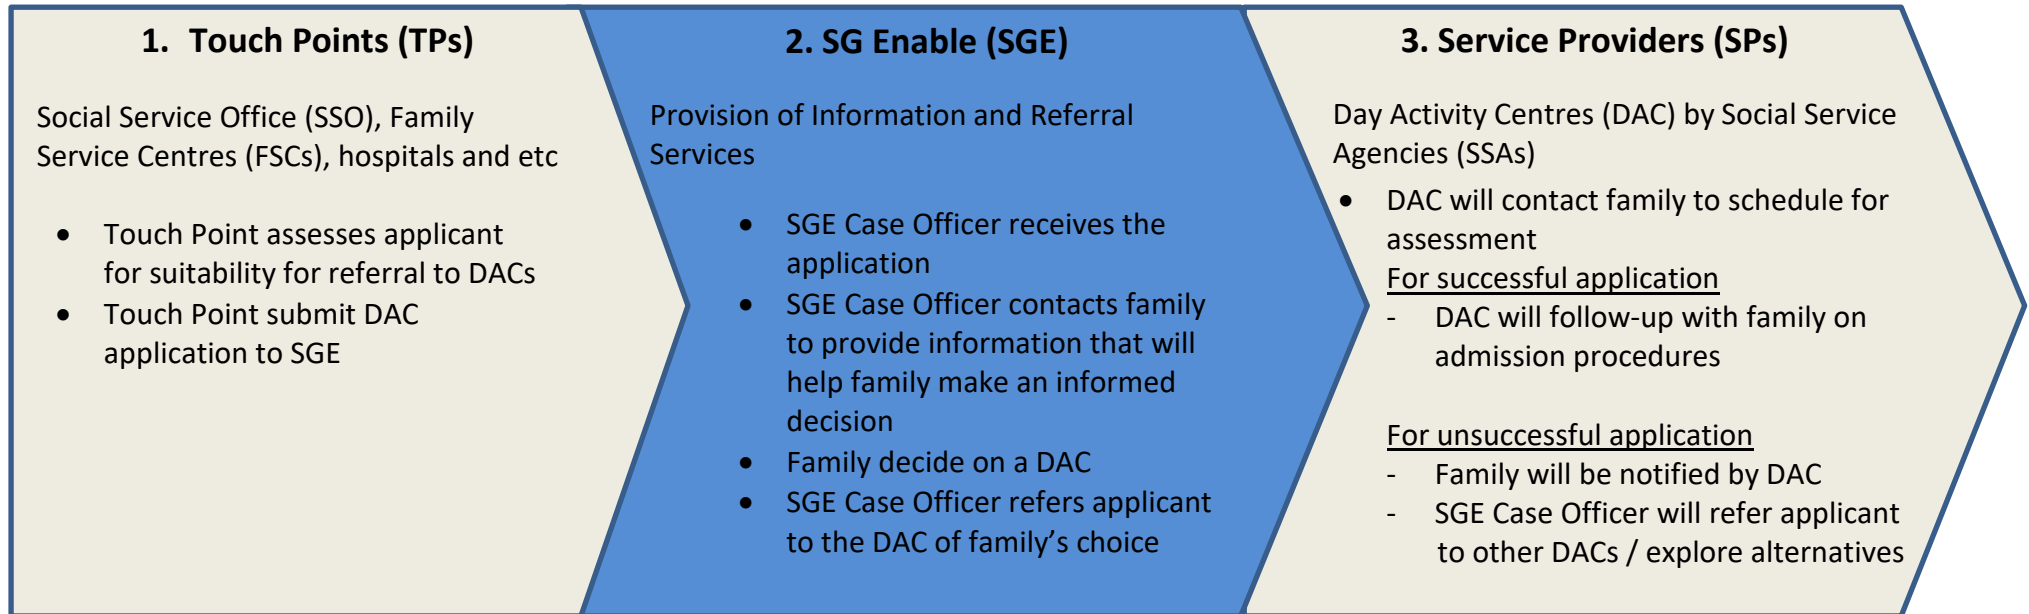 1. Touch Points (TPs)
Social Service Office (SSO), Family
Service Centres (FSCs), hospitals and etc
• Touch Point assesses applicant
for suitability for referral to DACs
• Touch Point submit DAC
application to SGE
2. SG Enable (SGE)
Provision of Information and Referral
Services
• SGE Case Officer receives the
application
• SGE Case Officer contacts family
to provide information that will
help family make an informed
decision
• Family decide on a DAC
• SGE Case Officer refers applicant
to the DAC of family’s choice
3. Service Providers (SPs)
Day Activity Centres (DAC) by Social Service
Agencies (SSAs)
• DAC will contact family to schedule for
assessment
For successful application
- DAC will follow-up with family on
admission procedures
For unsuccessful application
- Family will be notified by DAC
- SGE Case Officer will refer applicant
to other DACs / explore alternatives